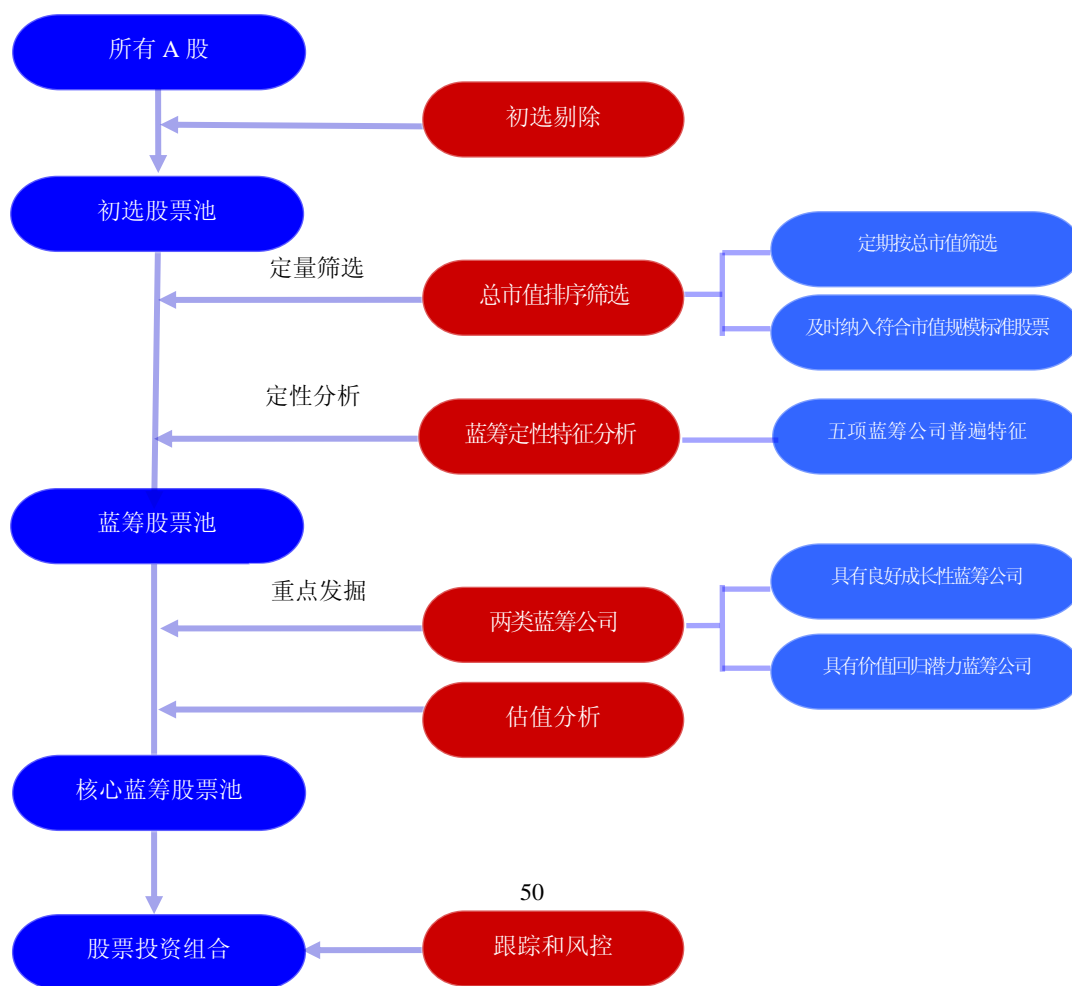 所有 A 股
初选剔除
初选股票池
定期按总市值筛选
定量筛选
总市值排序筛选
及时纳入符合市值规模标准股票
定性分析
蓝筹定性特征分析
五项蓝筹公司普遍特征
蓝筹股票池
具有良好成长性蓝筹公司
重点发掘
两类蓝筹公司
具有价值回归潜力蓝筹公司
估值分析
核心蓝筹股票池
50
股票投资组合
跟踪和风控